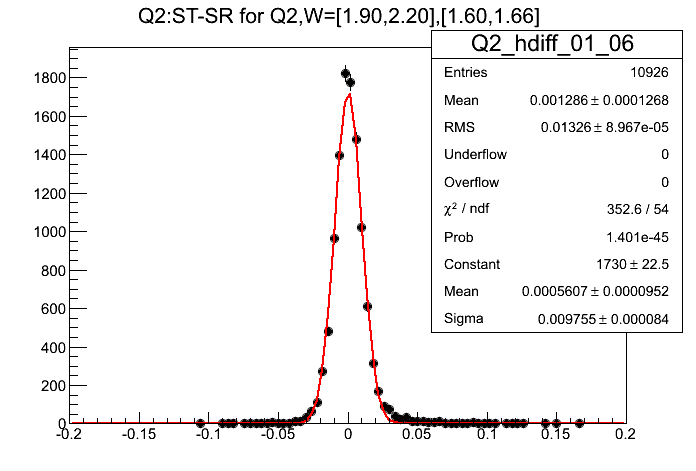 Q2:ST-SR for Q2,W=[1.90,2.20],[1.60,1.66]
Q2_hdiff_01_06
Entries 10926
Mean 0.001286 ± 0.0001268
RMS 0.01326 ± 8.967e-05
Underflow 0
Overflow 0
χ² / ndf 352.6 / 54
Prob 1.401e-45
Constant 1730 ± 22.5
Mean 0.0005607 ± 0.0000952
Sigma 0.009755 ± 0.000084
1800
1600
1400
1200
1000
800
600
400
200
0
-0.2 -0.15 -0.1 -0.05 0 0.05 0.1 0.15 0.2